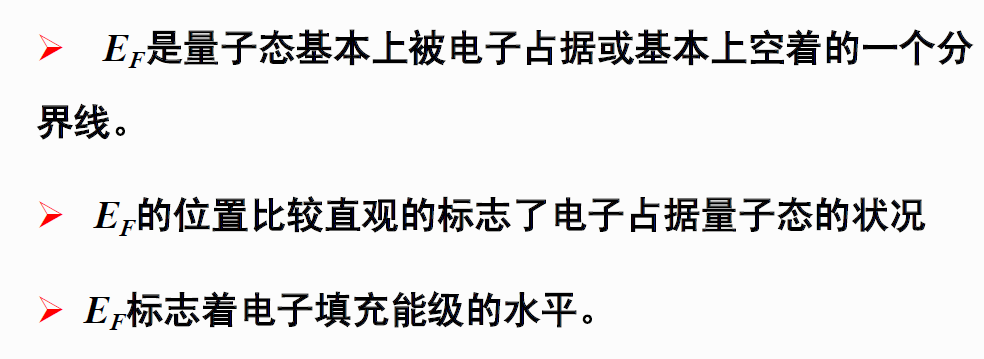 ➢ EF是量子态基本上被电子占据或基本上空着的一个分
界线。
➢ EF的位置比较直观的标志了电子占据量子态的状况
➢ EF标志着电子填充能级的水平。